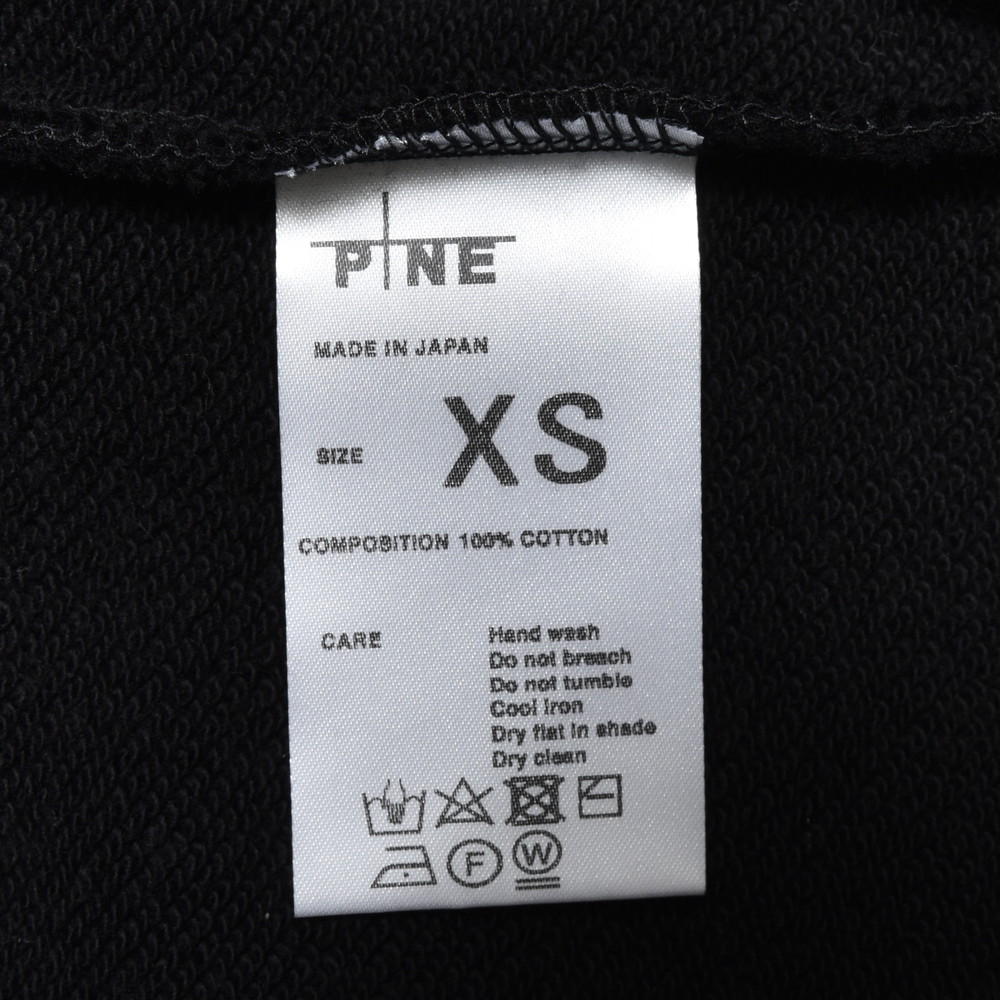 PINE
MADE IN JAPAN
SIZE XS
COMPOSITION 100% COTTON
CARE Hand wash
Do not breach
Do not tumble
Cool iron
Dry flat in shade
Dry clean
F W